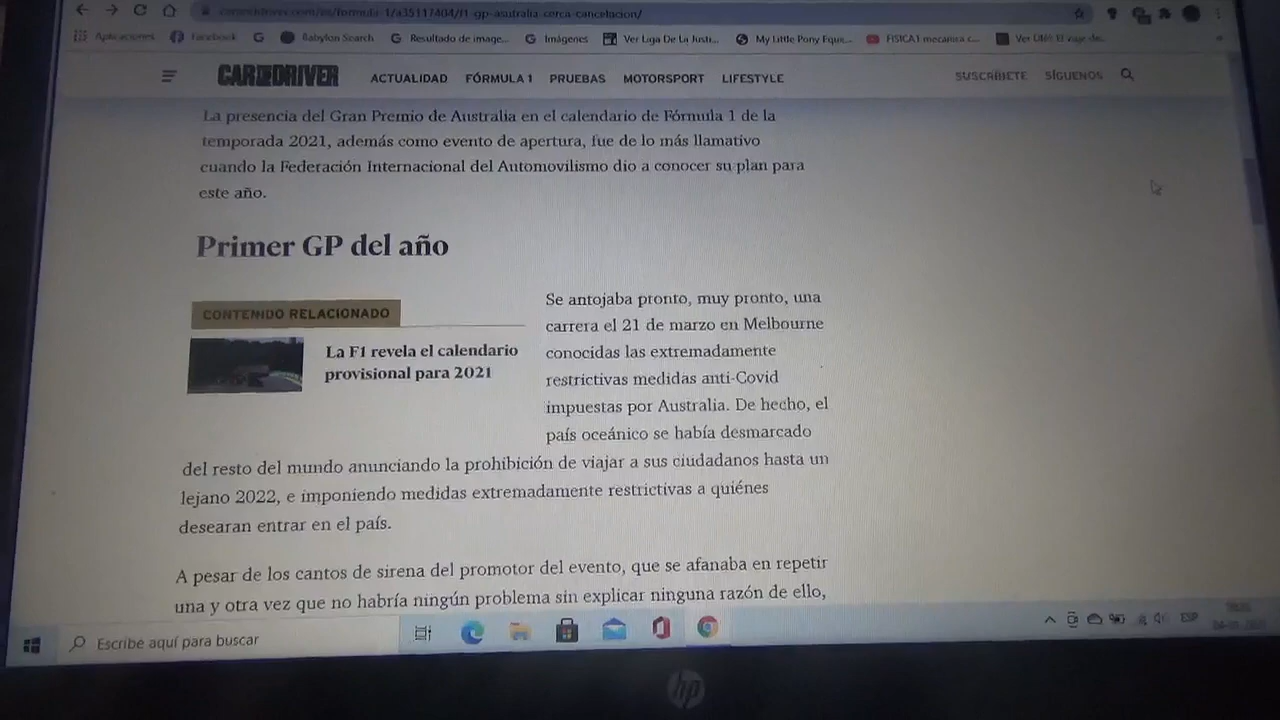 caranddriver.com/es/formula-1/a35117404/f1-gp-asutralia-cerca-cancelacion/
Aplicaciones Facebook G Babylon Search Resultado de image... Imágenes Ver Liga De La Justi... My Little Pony Eque... FISICA 1 mecanica c... Ver
CAR AND DRIVER ACTUALIDAD FÓRMULA 1 PRUEBAS MOTORSPORT LIFESTYLE SUSCRÍBETE SÍGUENOS
La presencia del Gran Premio de Australia en el calendario de Fórmula 1 de la
temporada 2021, además como evento de apertura, fue de lo más llamativo
cuando la Federación Internacional del Automovilismo dio a conocer su plan para
este año.
Primer GP del año
CONTENIDO RELACIONADO
La F1 revela el calendario
provisional para 2021
Se antojaba pronto, muy pronto, una
carrera el 21 de marzo en Melbourne
conocidas las extremadamente
restrictivas medidas anti-Covid
impuestas por Australia. De hecho, el
país oceánico se había desmarcado
del resto del mundo anunciando la prohibición de viajar a sus ciudadanos hasta un
lejano 2022, e imponiendo medidas extremadamente restrictivas a quiénes
desearan entrar en el país.
A pesar de los cantos de sirena del promotor del evento, que se afanaba en repetir
una y otra vez que no habría ningún problema sin explicar ninguna razón de ello,
Escribe aquí para buscar
ESP
hp